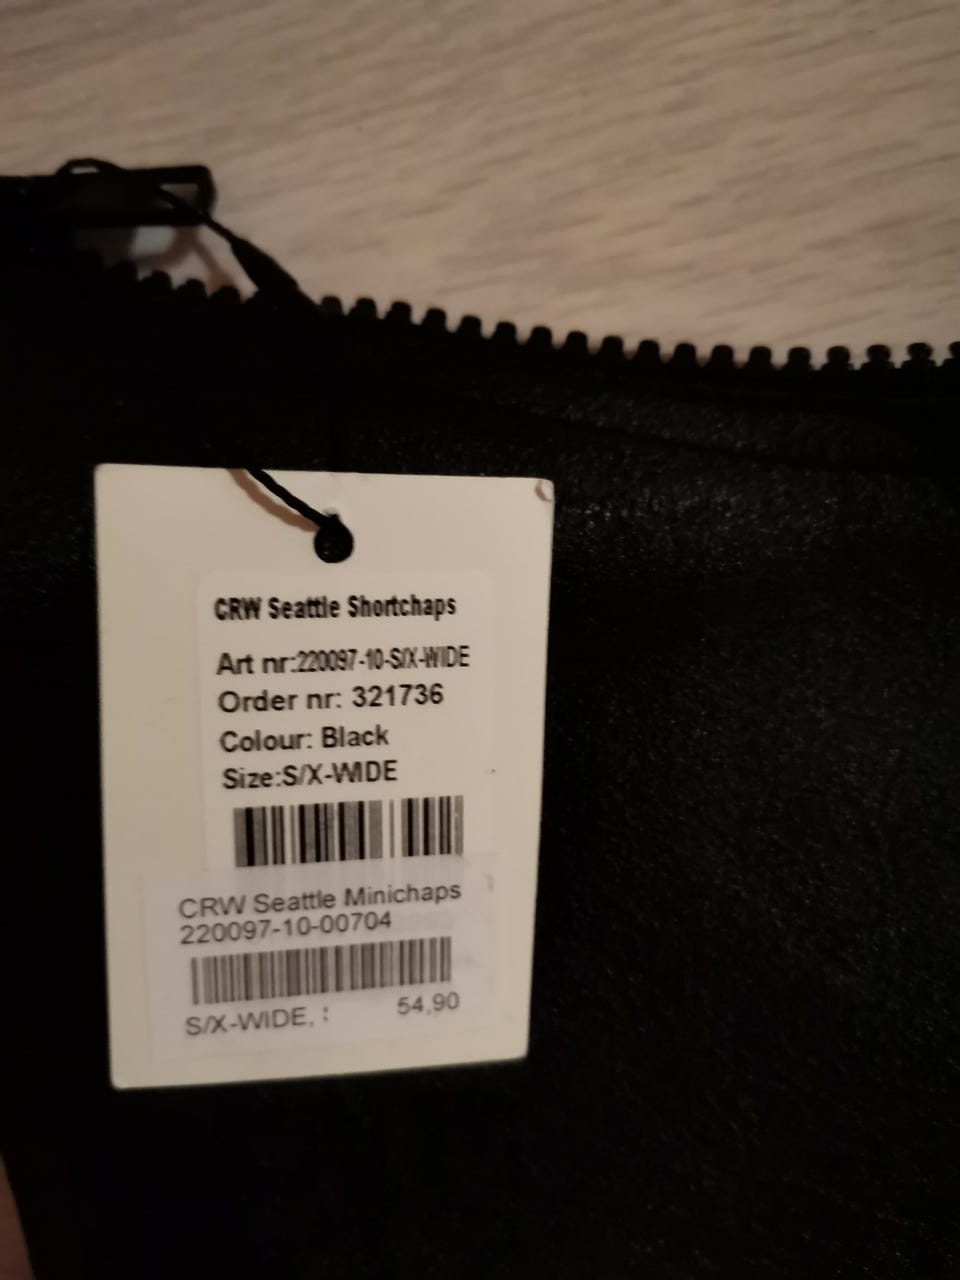 CRW Seattle Shortchaps
Art nr:220097-10-S/X-WIDE
Order nr: 321736
Colour: Black
Size:S/X-WIDE
CRW Seattle Minichaps
220097-10-00704
S/X-WIDE, :
54,90